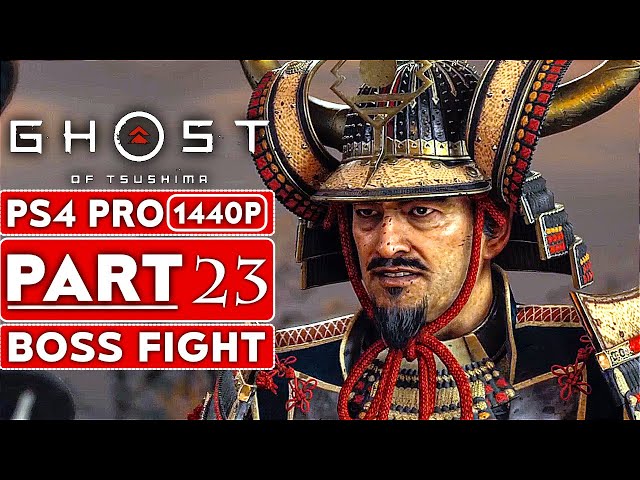 GHOST
OF TSUSHIMA
PS4 PRO 1440P
PART 23
BOSS FIGHT